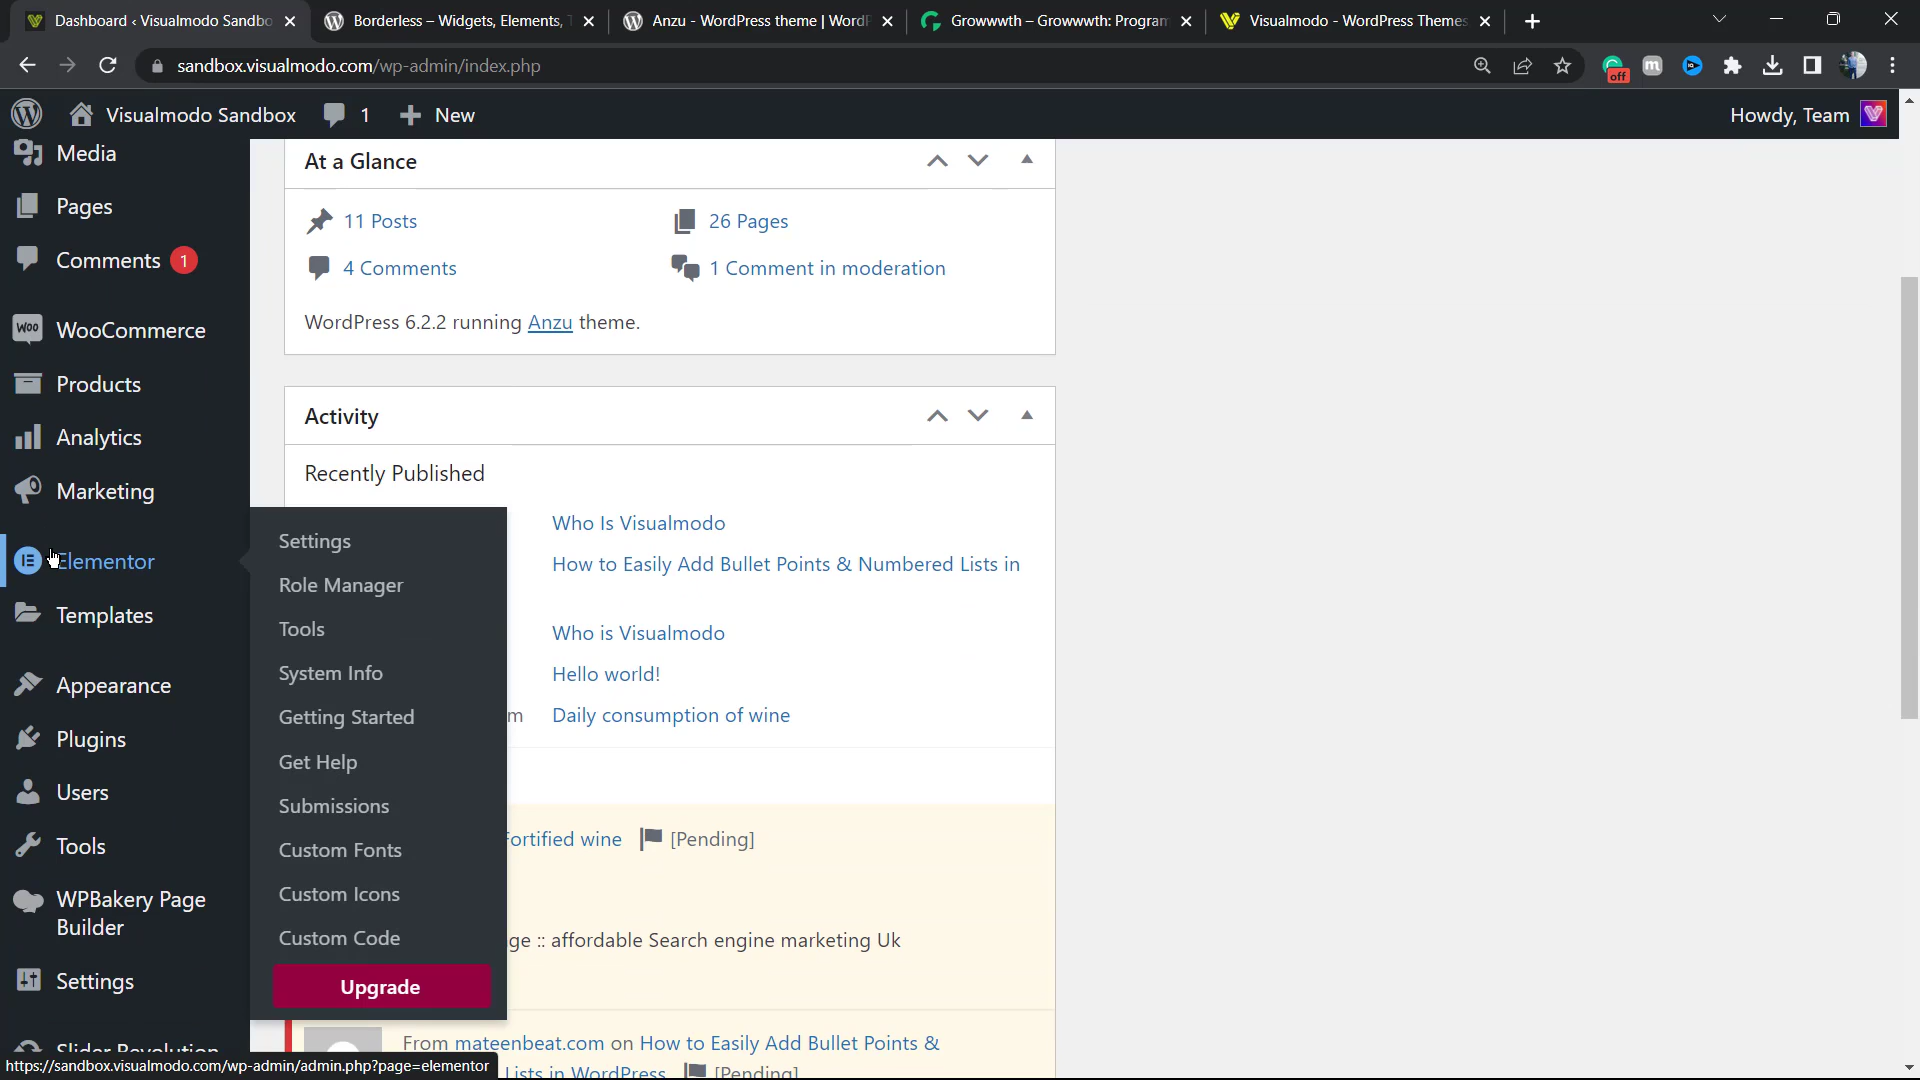 Dashboard ‹ Visualmodo Sandbo
Borderless – Widgets, Elements, T
Anzu - WordPress theme | WordP
Growwwth – Growwwth: Program
Visualmodo - WordPress Themes
sandbox.visualmodo.com/wp-admin/index.php
off
m
Visualmodo Sandbox
1
New
Howdy, Team
Media
Pages
Comments 1
WooCommerce
Products
Analytics
Marketing
Elementor
Templates
Appearance
Plugins
Users
Tools
WPBakery Page
Builder
Settings
Slider Revolution
Settings
Role Manager
Tools
System Info
Getting Started
Get Help
Submissions
Custom Fonts
Custom Icons
Custom Code
Upgrade
At a Glance
11 Posts
26 Pages
4 Comments
1 Comment in moderation
WordPress 6.2.2 running Anzu theme.
Activity
Recently Published
Who Is Visualmodo
How to Easily Add Bullet Points & Numbered Lists in
Who is Visualmodo
Hello world!
m Daily consumption of wine
Fortified wine [Pending]
ge :: affordable Search engine marketing Uk
From mateenbeat.com on How to Easily Add Bullet Points &
Lists in WordPress [Pending]
https://sandbox.visualmodo.com/wp-admin/admin.php?page=elementor